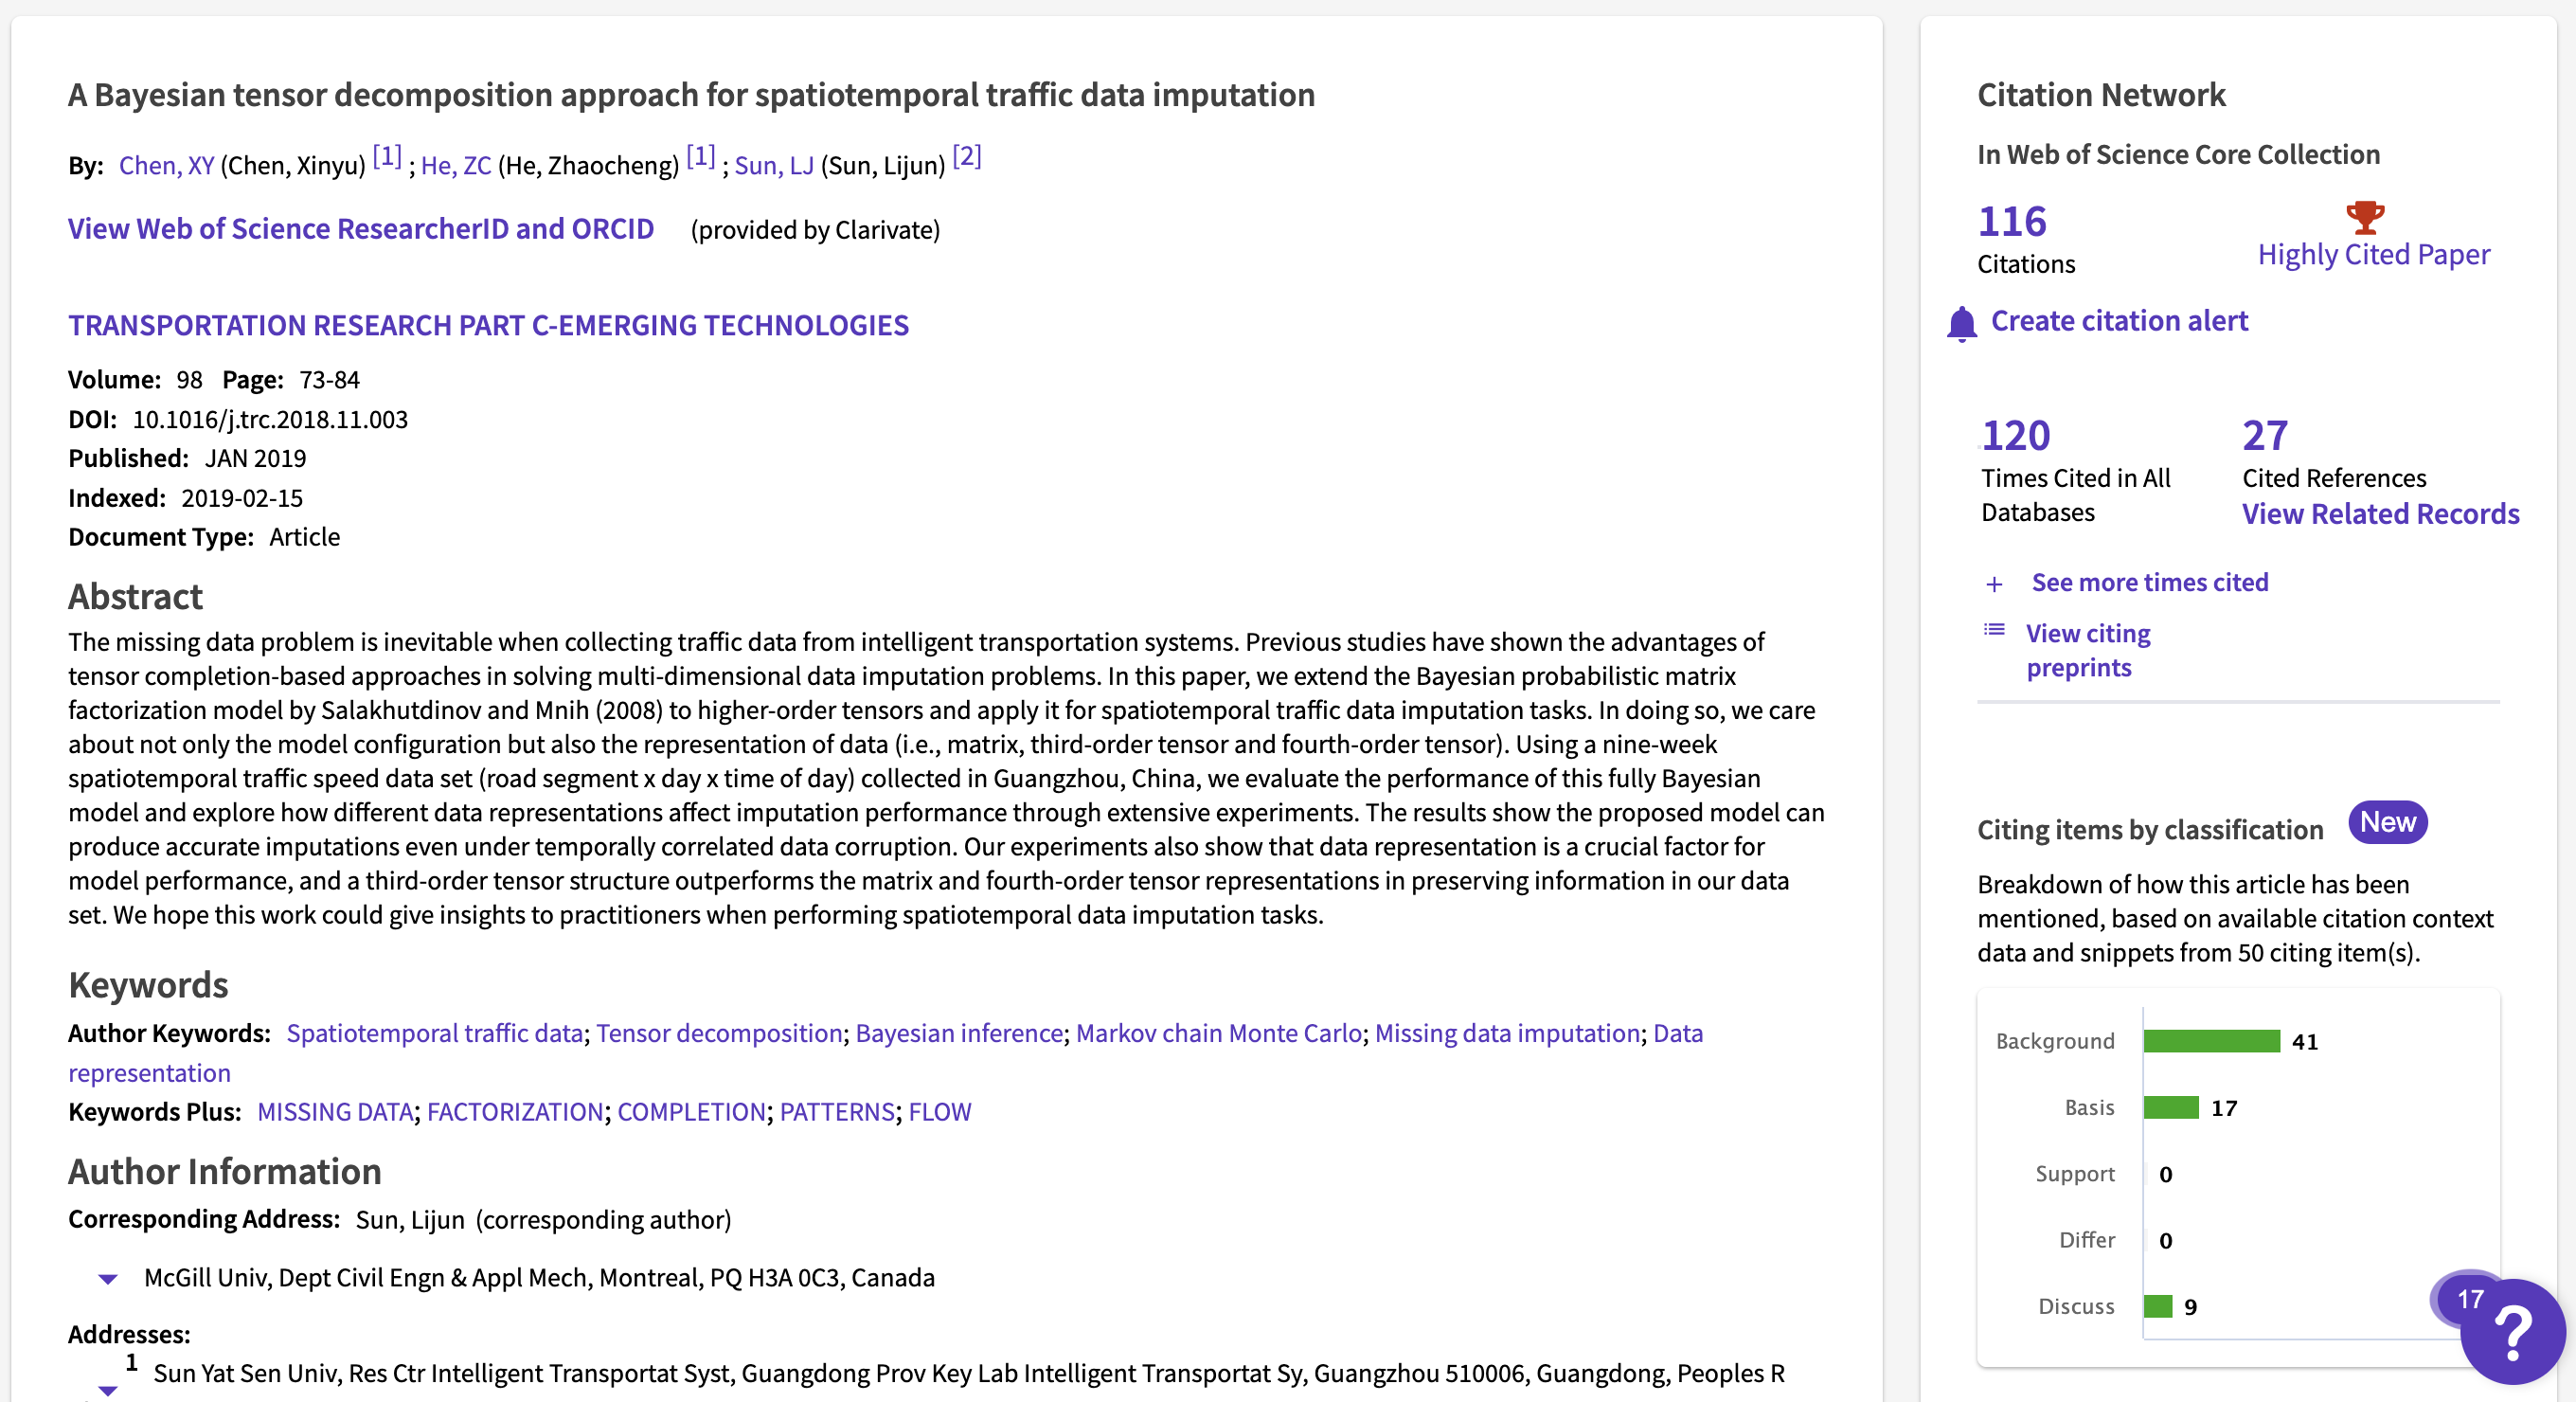 A Bayesian tensor decomposition approach for spatiotemporal traffic data imputation
By: Chen, XY (Chen, Xinyu) [1] ; He, ZC (He, Zhaocheng) [1] ; Sun, LJ (Sun, Lijun) [2]
View Web of Science ResearcherID and ORCID (provided by Clarivate)
TRANSPORTATION RESEARCH PART C-EMERGING TECHNOLOGIES
Volume: 98 Page: 73-84
DOI: 10.1016/j.trc.2018.11.003
Published: JAN 2019
Indexed: 2019-02-15
Document Type: Article
Abstract
The missing data problem is inevitable when collecting traffic data from intelligent transportation systems. Previous studies have shown the advantages of
tensor completion-based approaches in solving multi-dimensional data imputation problems. In this paper, we extend the Bayesian probabilistic matrix
factorization model by Salakhutdinov and Mnih (2008) to higher-order tensors and apply it for spatiotemporal traffic data imputation tasks. In doing so, we care
about not only the model configuration but also the representation of data (i.e., matrix, third-order tensor and fourth-order tensor). Using a nine-week
spatiotemporal traffic speed data set (road segment x day x time of day) collected in Guangzhou, China, we evaluate the performance of this fully Bayesian
model and explore how different data representations affect imputation performance through extensive experiments. The results show the proposed model can
produce accurate imputations even under temporally correlated data corruption. Our experiments also show that data representation is a crucial factor for
model performance, and a third-order tensor structure outperforms the matrix and fourth-order tensor representations in preserving information in our data
set. We hope this work could give insights to practitioners when performing spatiotemporal data imputation tasks.
Keywords
Author Keywords: Spatiotemporal traffic data; Tensor decomposition; Bayesian inference; Markov chain Monte Carlo; Missing data imputation; Data
representation
Keywords Plus: MISSING DATA; FACTORIZATION; COMPLETION; PATTERNS; FLOW
Author Information
Corresponding Address: Sun, Lijun (corresponding author)
McGill Univ, Dept Civil Engn & Appl Mech, Montreal, PQ H3A 0C3, Canada
Addresses:
1 Sun Yat Sen Univ, Res Ctr Intelligent Transportat Syst, Guangdong Prov Key Lab Intelligent Transportat Sy, Guangzhou 510006, Guangdong, Peoples R
Citation Network
In Web of Science Core Collection
116
Citations
Highly Cited Paper
Create citation alert
120
Times Cited in All
Databases
27
Cited References
View Related Records
+ See more times cited
View citing
preprints
Citing items by classification New
Breakdown of how this article has been
mentioned, based on available citation context
data and snippets from 50 citing item(s).
Background 41
Basis 17
Support 0
Differ 0
Discuss 9
17
?